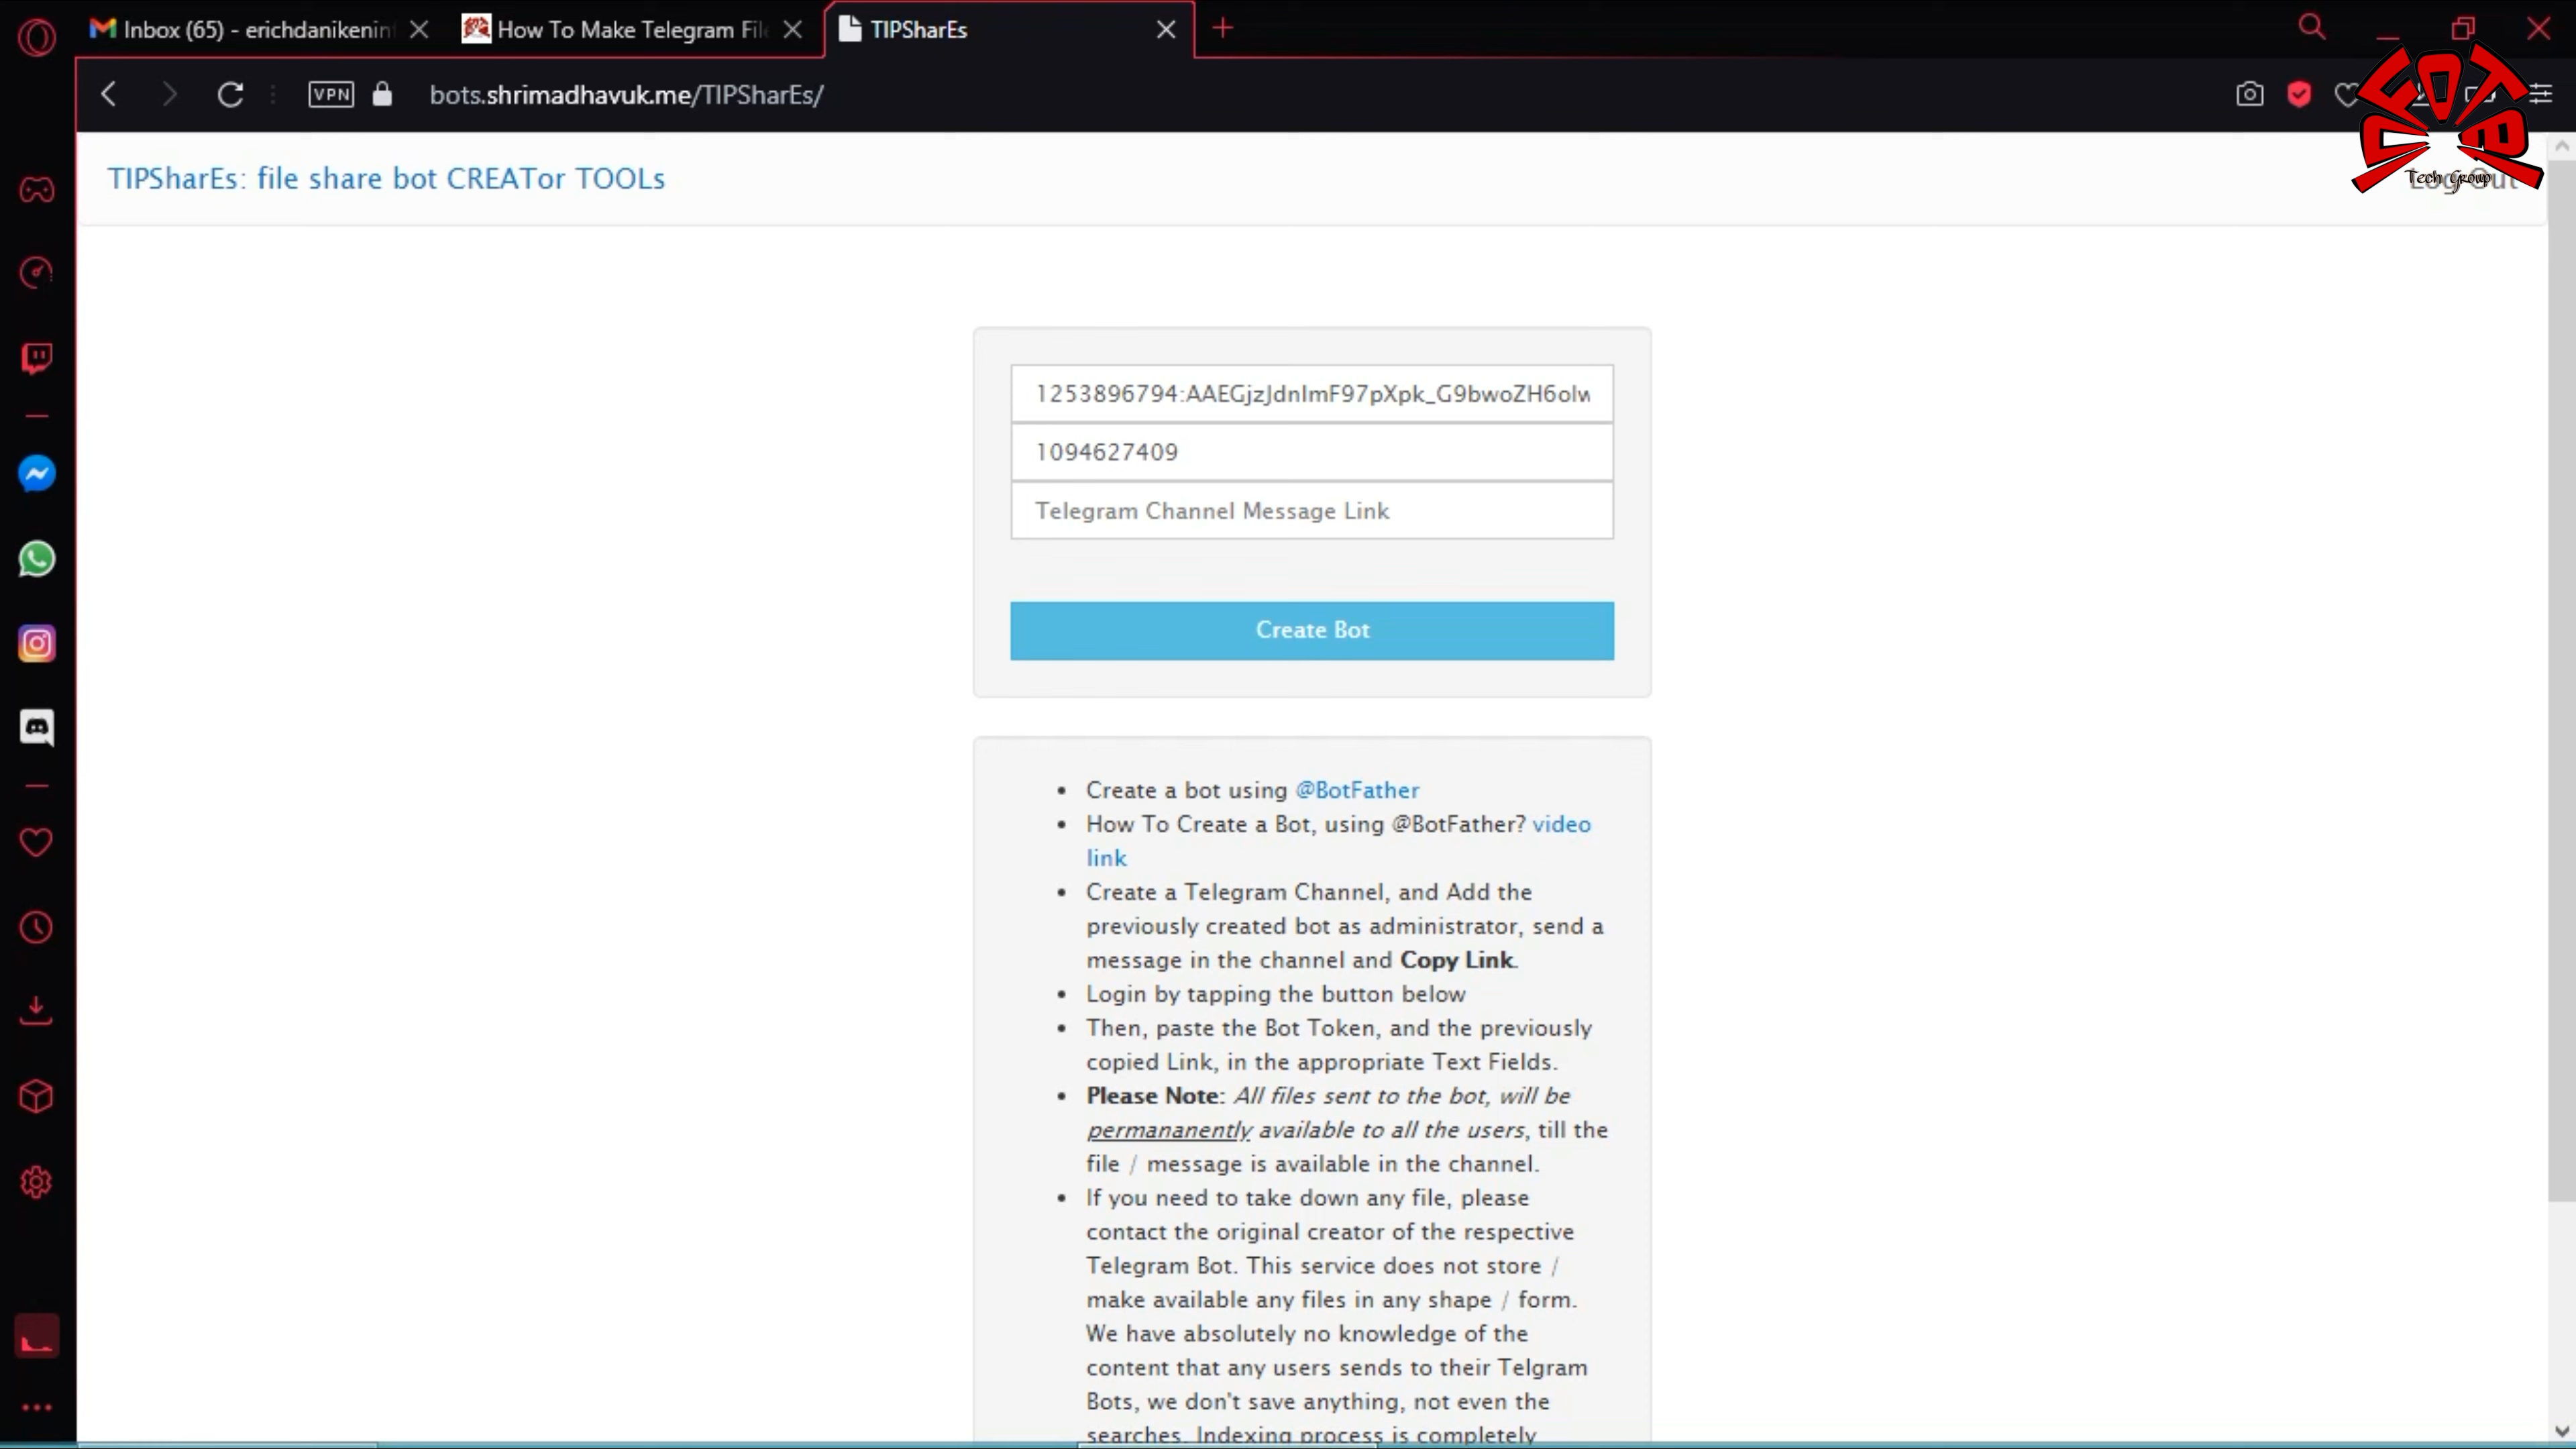 Inbox (65) - erichdanikenin
How To Make Telegram Fil
TIPSharEs
VPN
bots.shrimadhavuk.me/TIPSharEs/
TIPSharEs: file share bot CREATor TOOLs
Log Out
Tech Group
1253896794:AAEGjzJdnImF97pXpk_G9bwoZH6olw
1094627409
Telegram Channel Message Link
Create Bot
• Create a bot using @BotFather
• How To Create a Bot, using @BotFather? video
link
• Create a Telegram Channel, and Add the
previously created bot as administrator, send a
message in the channel and Copy Link.
• Login by tapping the button below
• Then, paste the Bot Token, and the previously
copied Link, in the appropriate Text Fields.
• Please Note: All files sent to the bot, will be
permananently available to all the users, till the
file / message is available in the channel.
• If you need to take down any file, please
contact the original creator of the respective
Telegram Bot. This service does not store /
make available any files in any shape / form.
We have absolutely no knowledge of the
content that any users sends to their Telgram
Bots, we don't save anything, not even the
searches. Indexing process is completely